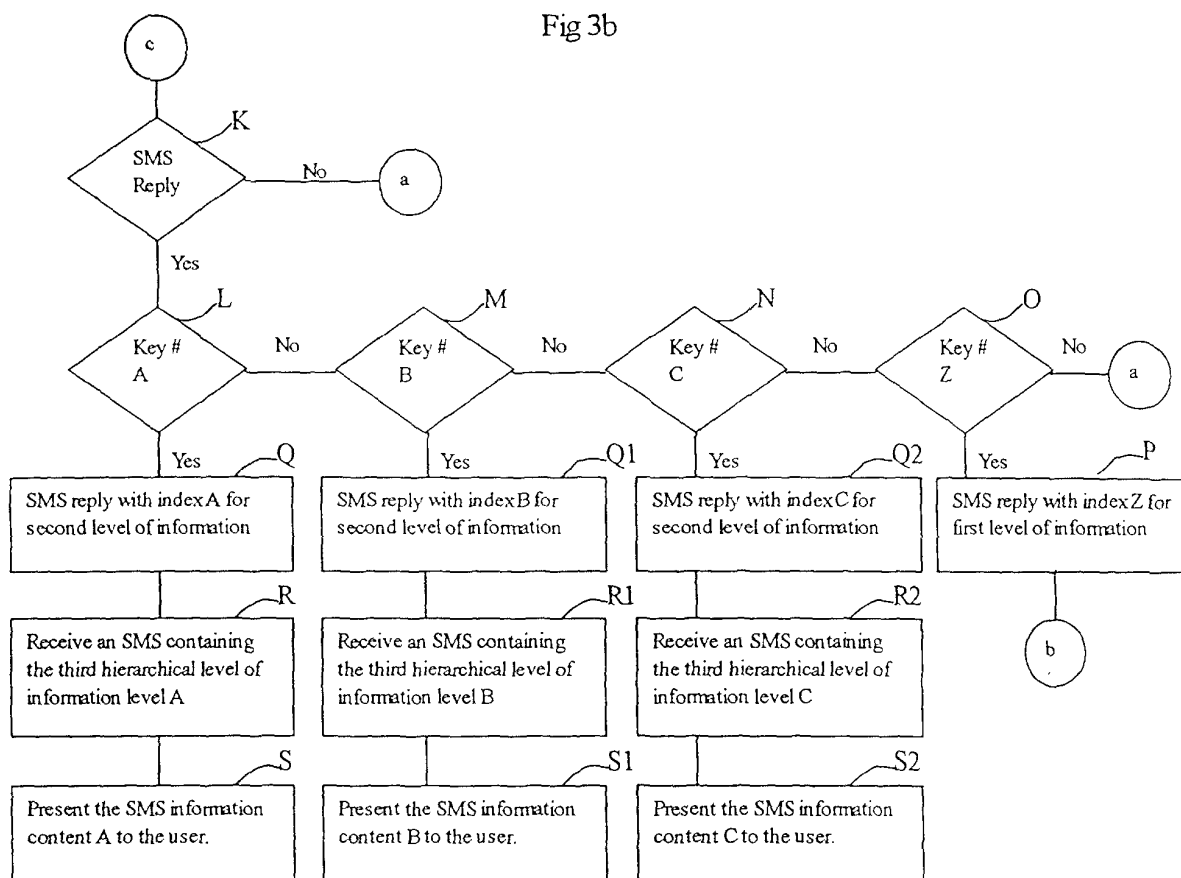 Fig 3b
c
K
SMS
Reply
No
a
Yes
L
M
N
O
Key #
A
No
Key #
B
No
Key #
C
No
Key #
Z
No
a
Yes
Q
Yes
Q1
Yes
Q2
Yes
P
SMS reply with index A for
second level of information
SMS reply with index B for
second level of information
SMS reply with index C for
second level of information
SMS reply with index Z for
first level of information
R
R1
R2
Receive an SMS containing
the third hierarchical level of
information level A
Receive an SMS containing
the third hierarchical level of
information level B
Receive an SMS containing
the third hierarchical level of
information level C
b
S
S1
S2
Present the SMS information
content A to the user.
Present the SMS information
content B to the user.
Present the SMS information
content C to the user.